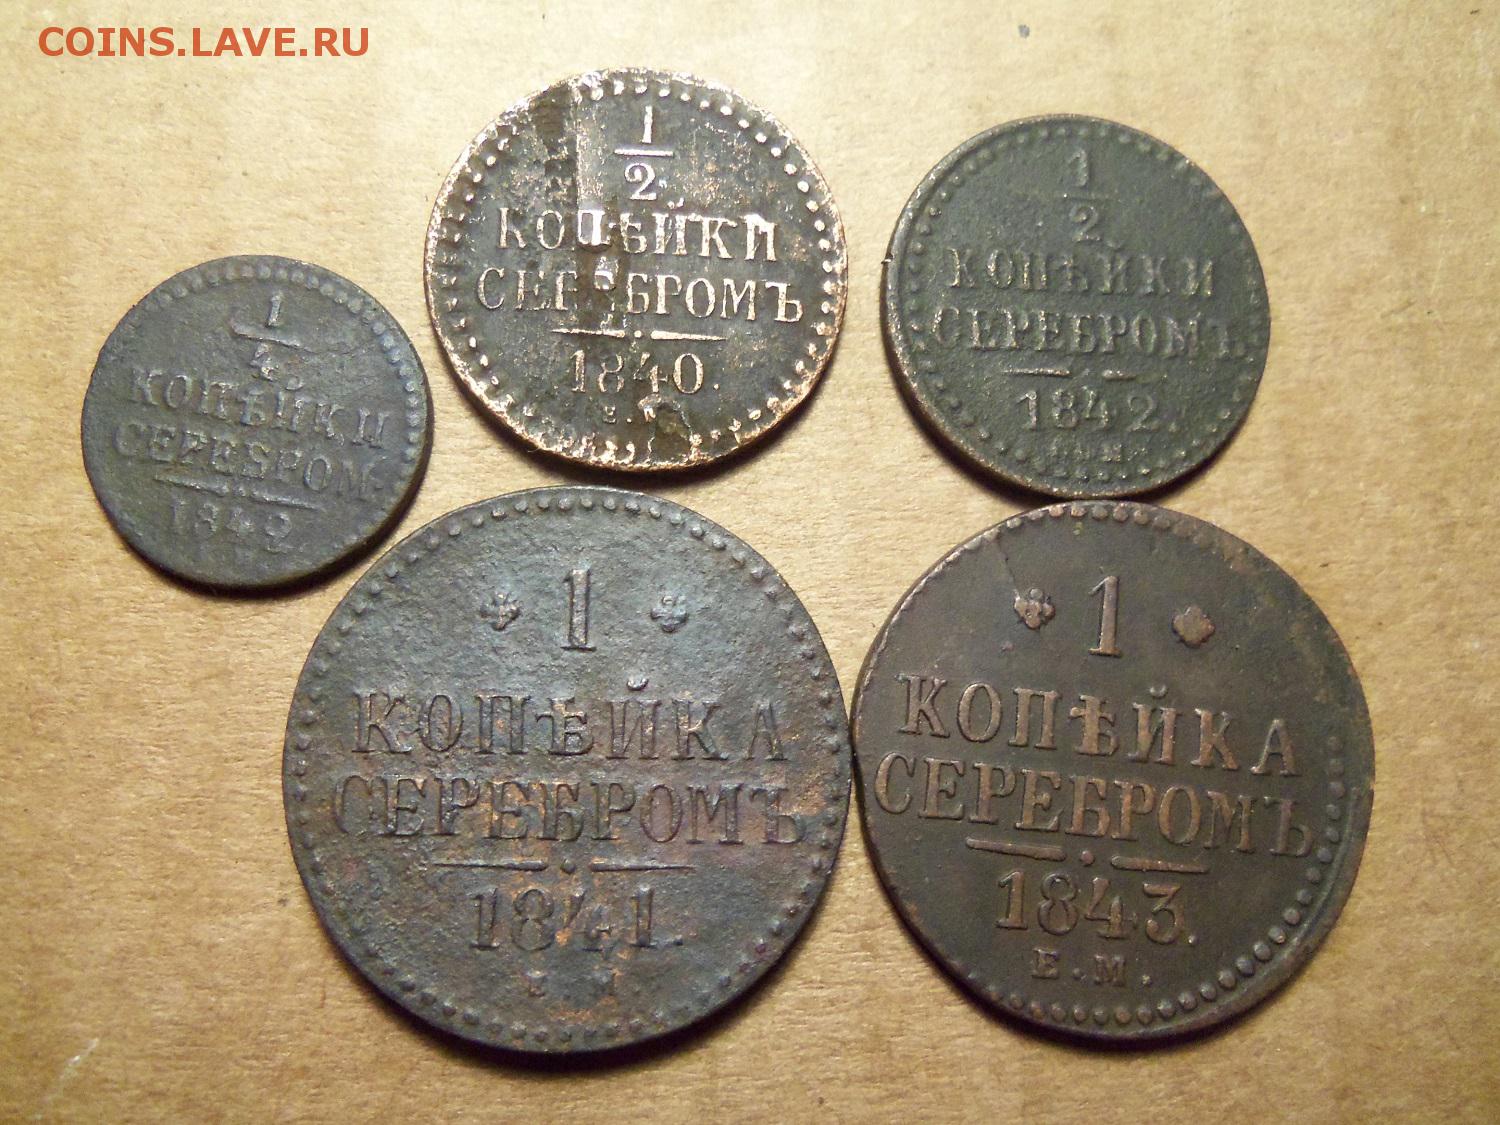 COINS.LAVE.RU
1
2
КОПѢЙКИ
СЕРЕБРОМЪ
1840.
1
2
КОПѢЙКИ
СЕРЕБРОМЪ
1842.
1
4
КОПѢЙКИ
СЕРЕБРОМ
1842
1
КОПѢЙКА
СЕРЕБРОМЪ
1841.
1
КОПѢЙКА
СЕРЕБРОМЪ
1843.
Е.М.